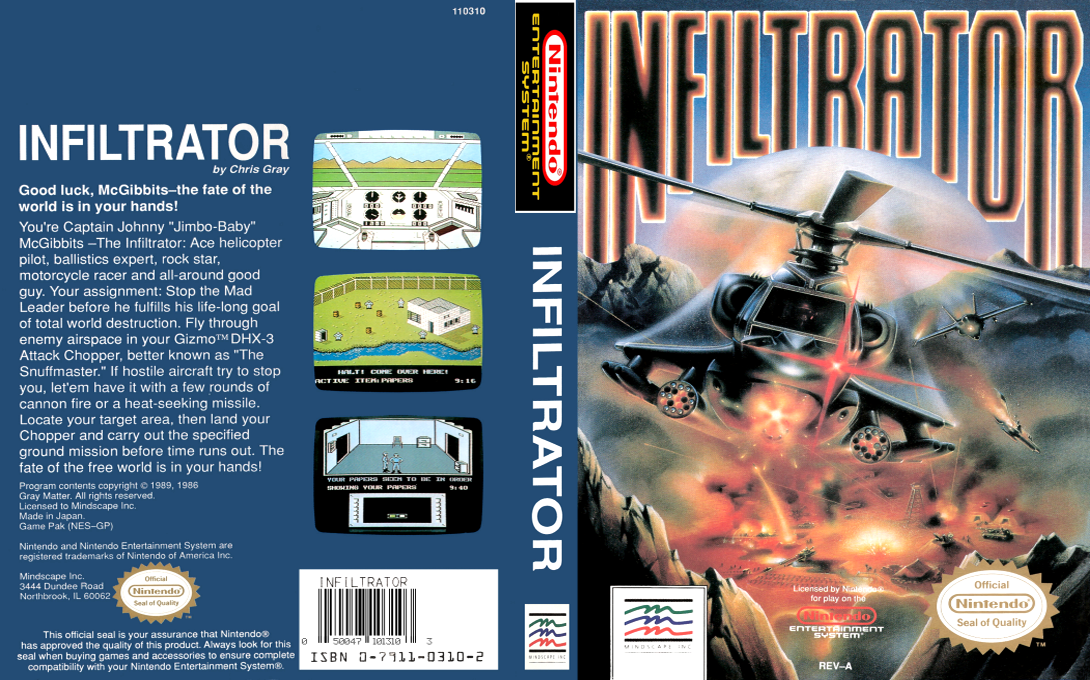 110310
INFILTRATOR
by Chris Gray
Good luck, McGibbits–the fate of the
world is in your hands!
You're Captain Johnny "Jimbo-Baby"
McGibbits –The Infiltrator: Ace helicopter
pilot, ballistics expert, rock star,
motorcycle racer and all-around good
guy. Your assignment: Stop the Mad
Leader before he fulfills his life-long goal
of total world destruction. Fly through
enemy airspace in your Gizmo™ DHX-3
Attack Chopper, better known as "The
Snuffmaster." If hostile aircraft try to stop
you, let'em have it with a few rounds of
cannon fire or a heat-seeking missile.
Locate your target area, then land your
Chopper and carry out the specified
ground mission before time runs out. The
fate of the free world is in your hands!
Program contents copyright © 1989, 1986
Gray Matter. All rights reserved.
Licensed to Mindscape Inc.
Made in Japan.
Game Pak (NES–GP)
Nintendo and Nintendo Entertainment System are
registered trademarks of Nintendo of America Inc.
Mindscape Inc.
3444 Dundee Road
Northbrook, IL 60062
Official
Nintendo®
Seal of Quality
TM
This official seal is your assurance that Nintendo®
has approved the quality of this product. Always look for this
seal when buying games and accessories to ensure complete
compatibility with your Nintendo Entertainment System®.
HALT! COME OVER HERE!
ACTIVE ITEM:PAPERS 9:16
YOUR PAPERS SEEM TO BE IN ORDER
SHOWING YOUR PAPERS 9:40
INFILTRATOR
0 50047 101310 3
ISBN 0-7911-0310-2
Nintendo®
ENTERTAINMENT
SYSTEM®
INFILTRATOR
MINDSCAPE INC
INFILTRATOR
MINDSCAPE INC
Licensed by Nintendo®
for play on the
Nintendo
ENTERTAINMENT
SYSTEM®
REV–A
Official
Nintendo®
Seal of Quality
TM